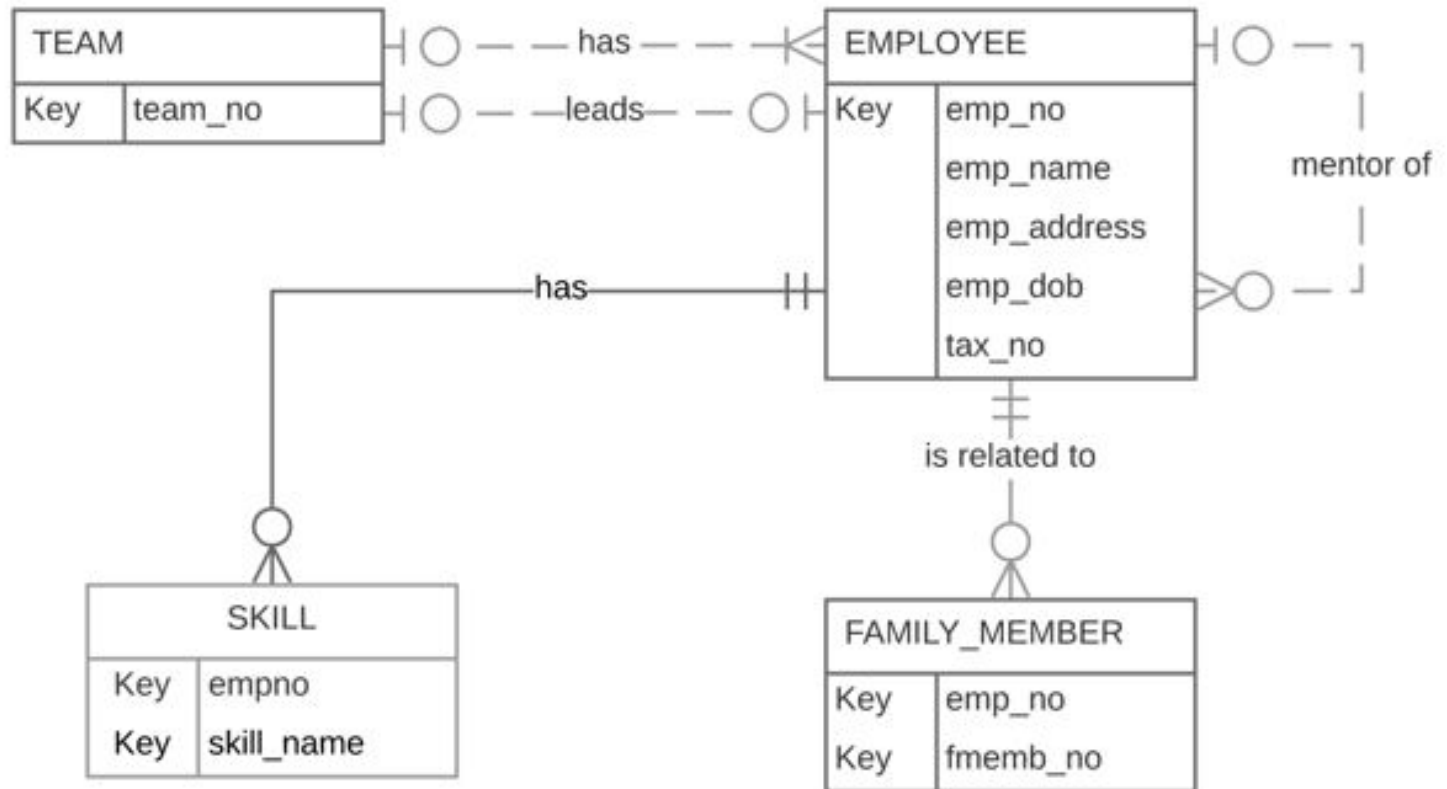 TEAM
Key team_no
has
leads
EMPLOYEE
Key emp_no
emp_name
emp_address
emp_dob
tax_no
mentor of
has
is related to
SKILL
Key empno
Key skill_name
FAMILY_MEMBER
Key emp_no
Key fmemb_no